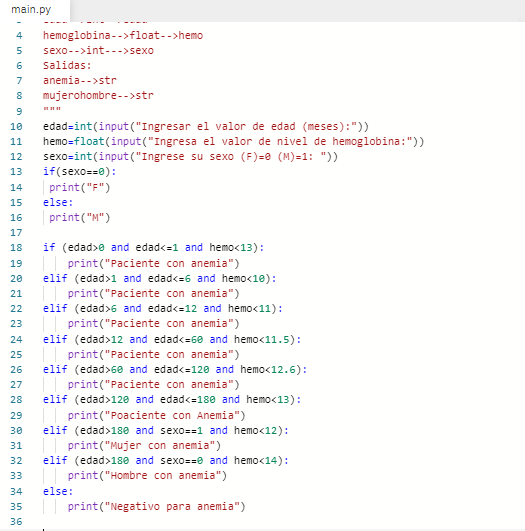 main.py
4 hemoglobina-->float-->hemo
5 sexo-->int--->sexo
6 Salidas:
7 anemia-->str
8 mujerohombre-->str
9 """
10 edad=int(input("Ingresar el valor de edad (meses):"))
11 hemo=float(input("Ingresa el valor de nivel de hemoglobina:"))
12 sexo=int(input("Ingrese su sexo (F)=0 (M)=1: "))
13 if(sexo==0):
14 print("F")
15 else:
16 print("M")
17
18 if (edad>0 and edad<=1 and hemo<13):
19 print("Paciente con anemia")
20 elif (edad>1 and edad<=6 and hemo<10):
21 print("Paciente con anemia")
22 elif (edad>6 and edad<=12 and hemo<11):
23 print("Paciente con anemia")
24 elif (edad>12 and edad<=60 and hemo<11.5):
25 print("Paciente con anemia")
26 elif (edad>60 and edad<=120 and hemo<12.6):
27 print("Paciente con anemia")
28 elif (edad>120 and edad<=180 and hemo<13):
29 print("Poaciente con Anemia")
30 elif (edad>180 and sexo==1 and hemo<12):
31 print("Mujer con anemia")
32 elif (edad>180 and sexo==0 and hemo<14):
33 print("Hombre con anemia")
34 else:
35 print("Negativo para anemia")
36